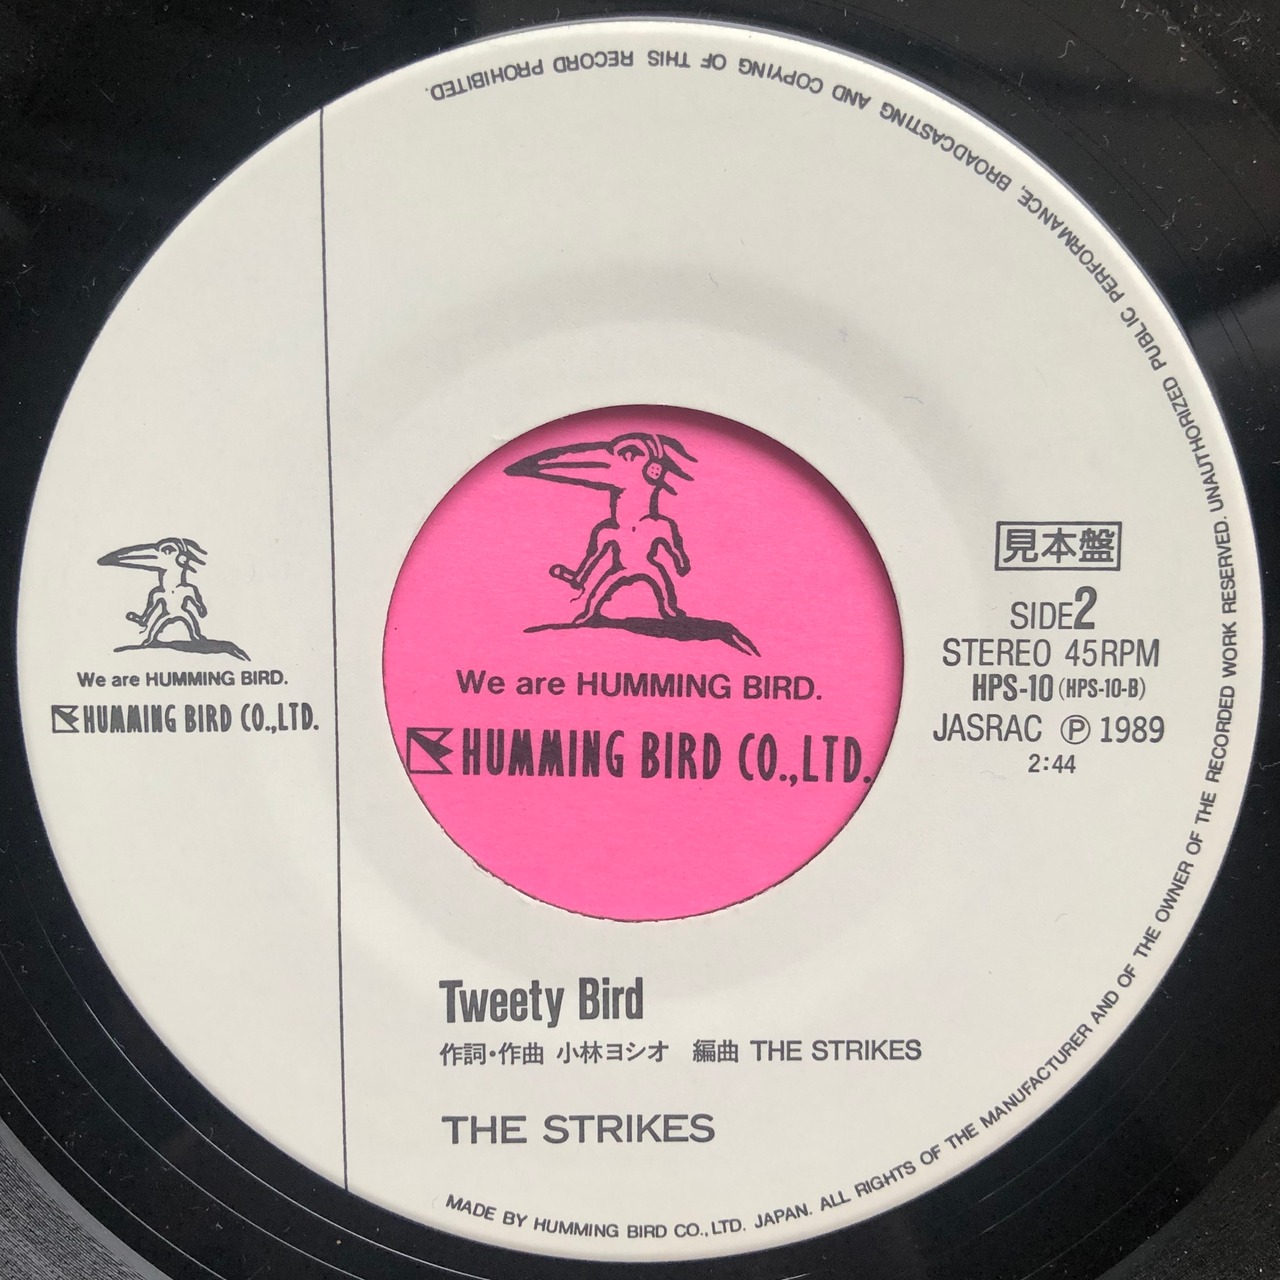 We are HUMMING BIRD.
HUMMING BIRD CO.,LTD.
We are HUMMING BIRD.
HUMMING BIRD CO.,LTD.
見本盤
SIDE2
STEREO 45RPM
HPS-10 (HPS-10-B)
JASRAC Ⓟ 1989
2:44
Tweety Bird
作詞・作曲 小林ヨシオ 編曲 THE STRIKES
THE STRIKES
MADE BY HUMMING BIRD CO., LTD. JAPAN. ALL RIGHTS OF THE MANUFACTURER AND OF THE OWNER OF THE RECORDED WORK RESERVED. UNAUTHORIZED PUBLIC PERFORMANCE, BROADCASTING AND COPYING OF THIS RECORD PROHIBITED.